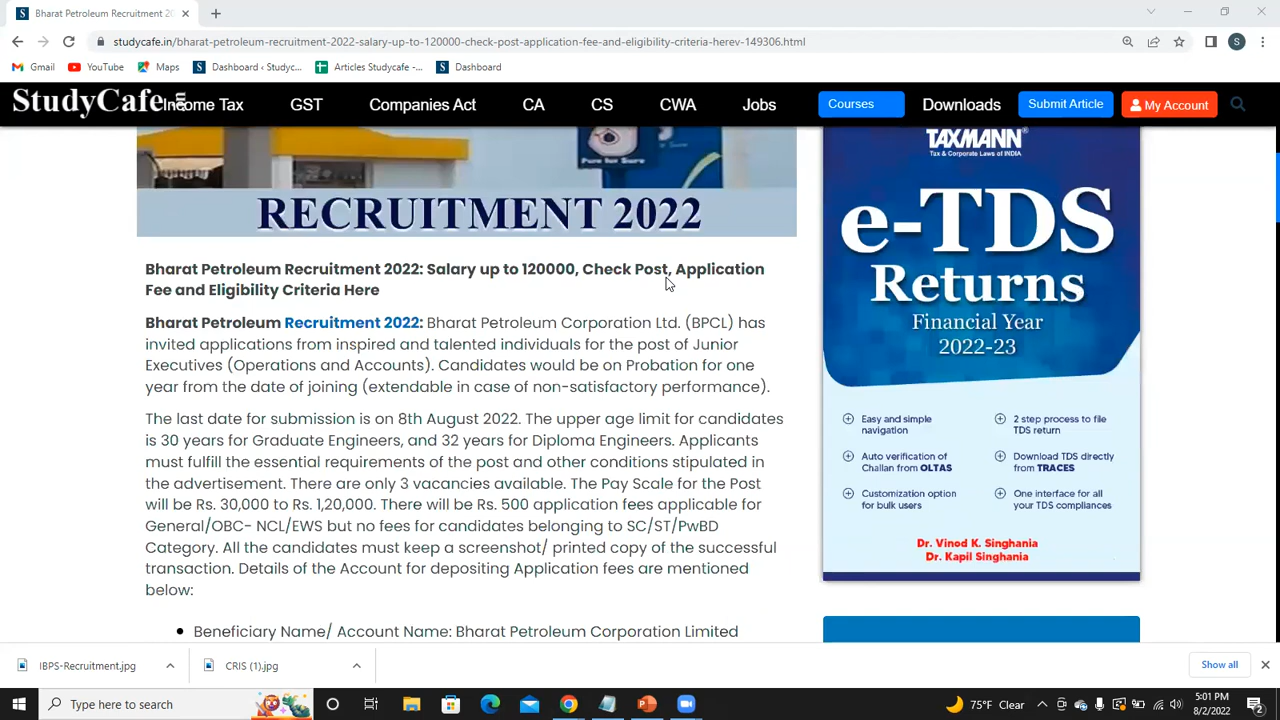 Bharat Petroleum Recruitment 20
studycafe.in/bharat-petroleum-recruitment-2022-salary-up-to-120000-check-post-application-fee-and-eligibility-criteria-herev-149306.html
S
Gmail
YouTube
Maps
Dashboard ‹ Studyc...
Articles Studycafe -...
Dashboard
StudyCafe.in
Income Tax
GST
Companies Act
CA
CS
CWA
Jobs
Courses
Downloads
Submit Article
My Account
Pure for Sure
RECRUITMENT 2022
Bharat Petroleum Recruitment 2022: Salary up to 120000, Check Post, Application
Fee and Eligibility Criteria Here
Bharat Petroleum Recruitment 2022: Bharat Petroleum Corporation Ltd. (BPCL) has
invited applications from inspired and talented individuals for the post of Junior
Executives (Operations and Accounts). Candidates would be on Probation for one
year from the date of joining (extendable in case of non-satisfactory performance).
The last date for submission is on 8th August 2022. The upper age limit for candidates
is 30 years for Graduate Engineers, and 32 years for Diploma Engineers. Applicants
must fulfill the essential requirements of the post and other conditions stipulated in
the advertisement. There are only 3 vacancies available. The Pay Scale for the Post
will be Rs. 30,000 to Rs. 1,20,000. There will be Rs. 500 application fees applicable for
General/OBC- NCL/EWS but no fees for candidates belonging to SC/ST/PwBD
Category. All the candidates must keep a screenshot/ printed copy of the successful
transaction. Details of the Account for depositing Application fees are mentioned
below:
Beneficiary Name/ Account Name: Bharat Petroleum Corporation Limited
TAXMANN®
Tax & Corporate Laws of INDIA
e-TDS
Returns
Financial Year
2022-23
Easy and simple
navigation
2 step process to file
TDS return
Auto verification of
Challan from OLTAS
Download TDS directly
from TRACES
Customization option
for bulk users
One interface for all
your TDS compliances
Dr. Vinod K. Singhania
Dr. Kapil Singhania
IBPS-Recruitment.jpg
CRIS (1).jpg
Show all
Type here to search
75°F Clear
5:01 PM
8/2/2022
2